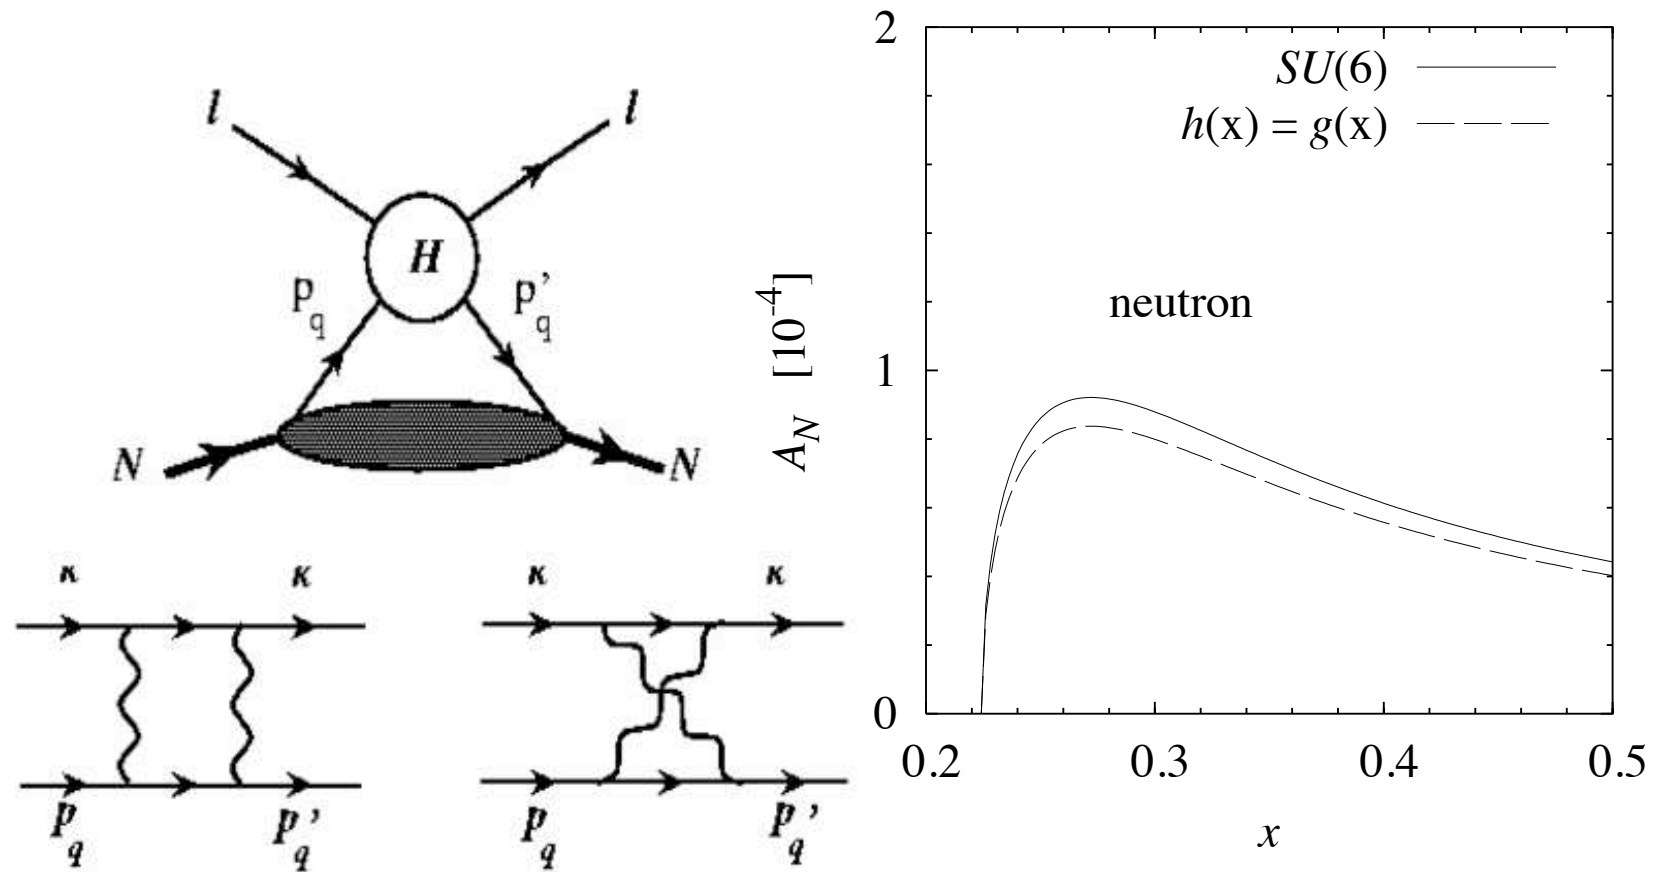 l l
H
p_q p'_q
N N
κ κ
p_q p'_q
κ κ
p_q p'_q
2
1
0
A_N [10^-4]
SU(6)
h(x) = g(x)
neutron
0.2 0.3 0.4 0.5
x